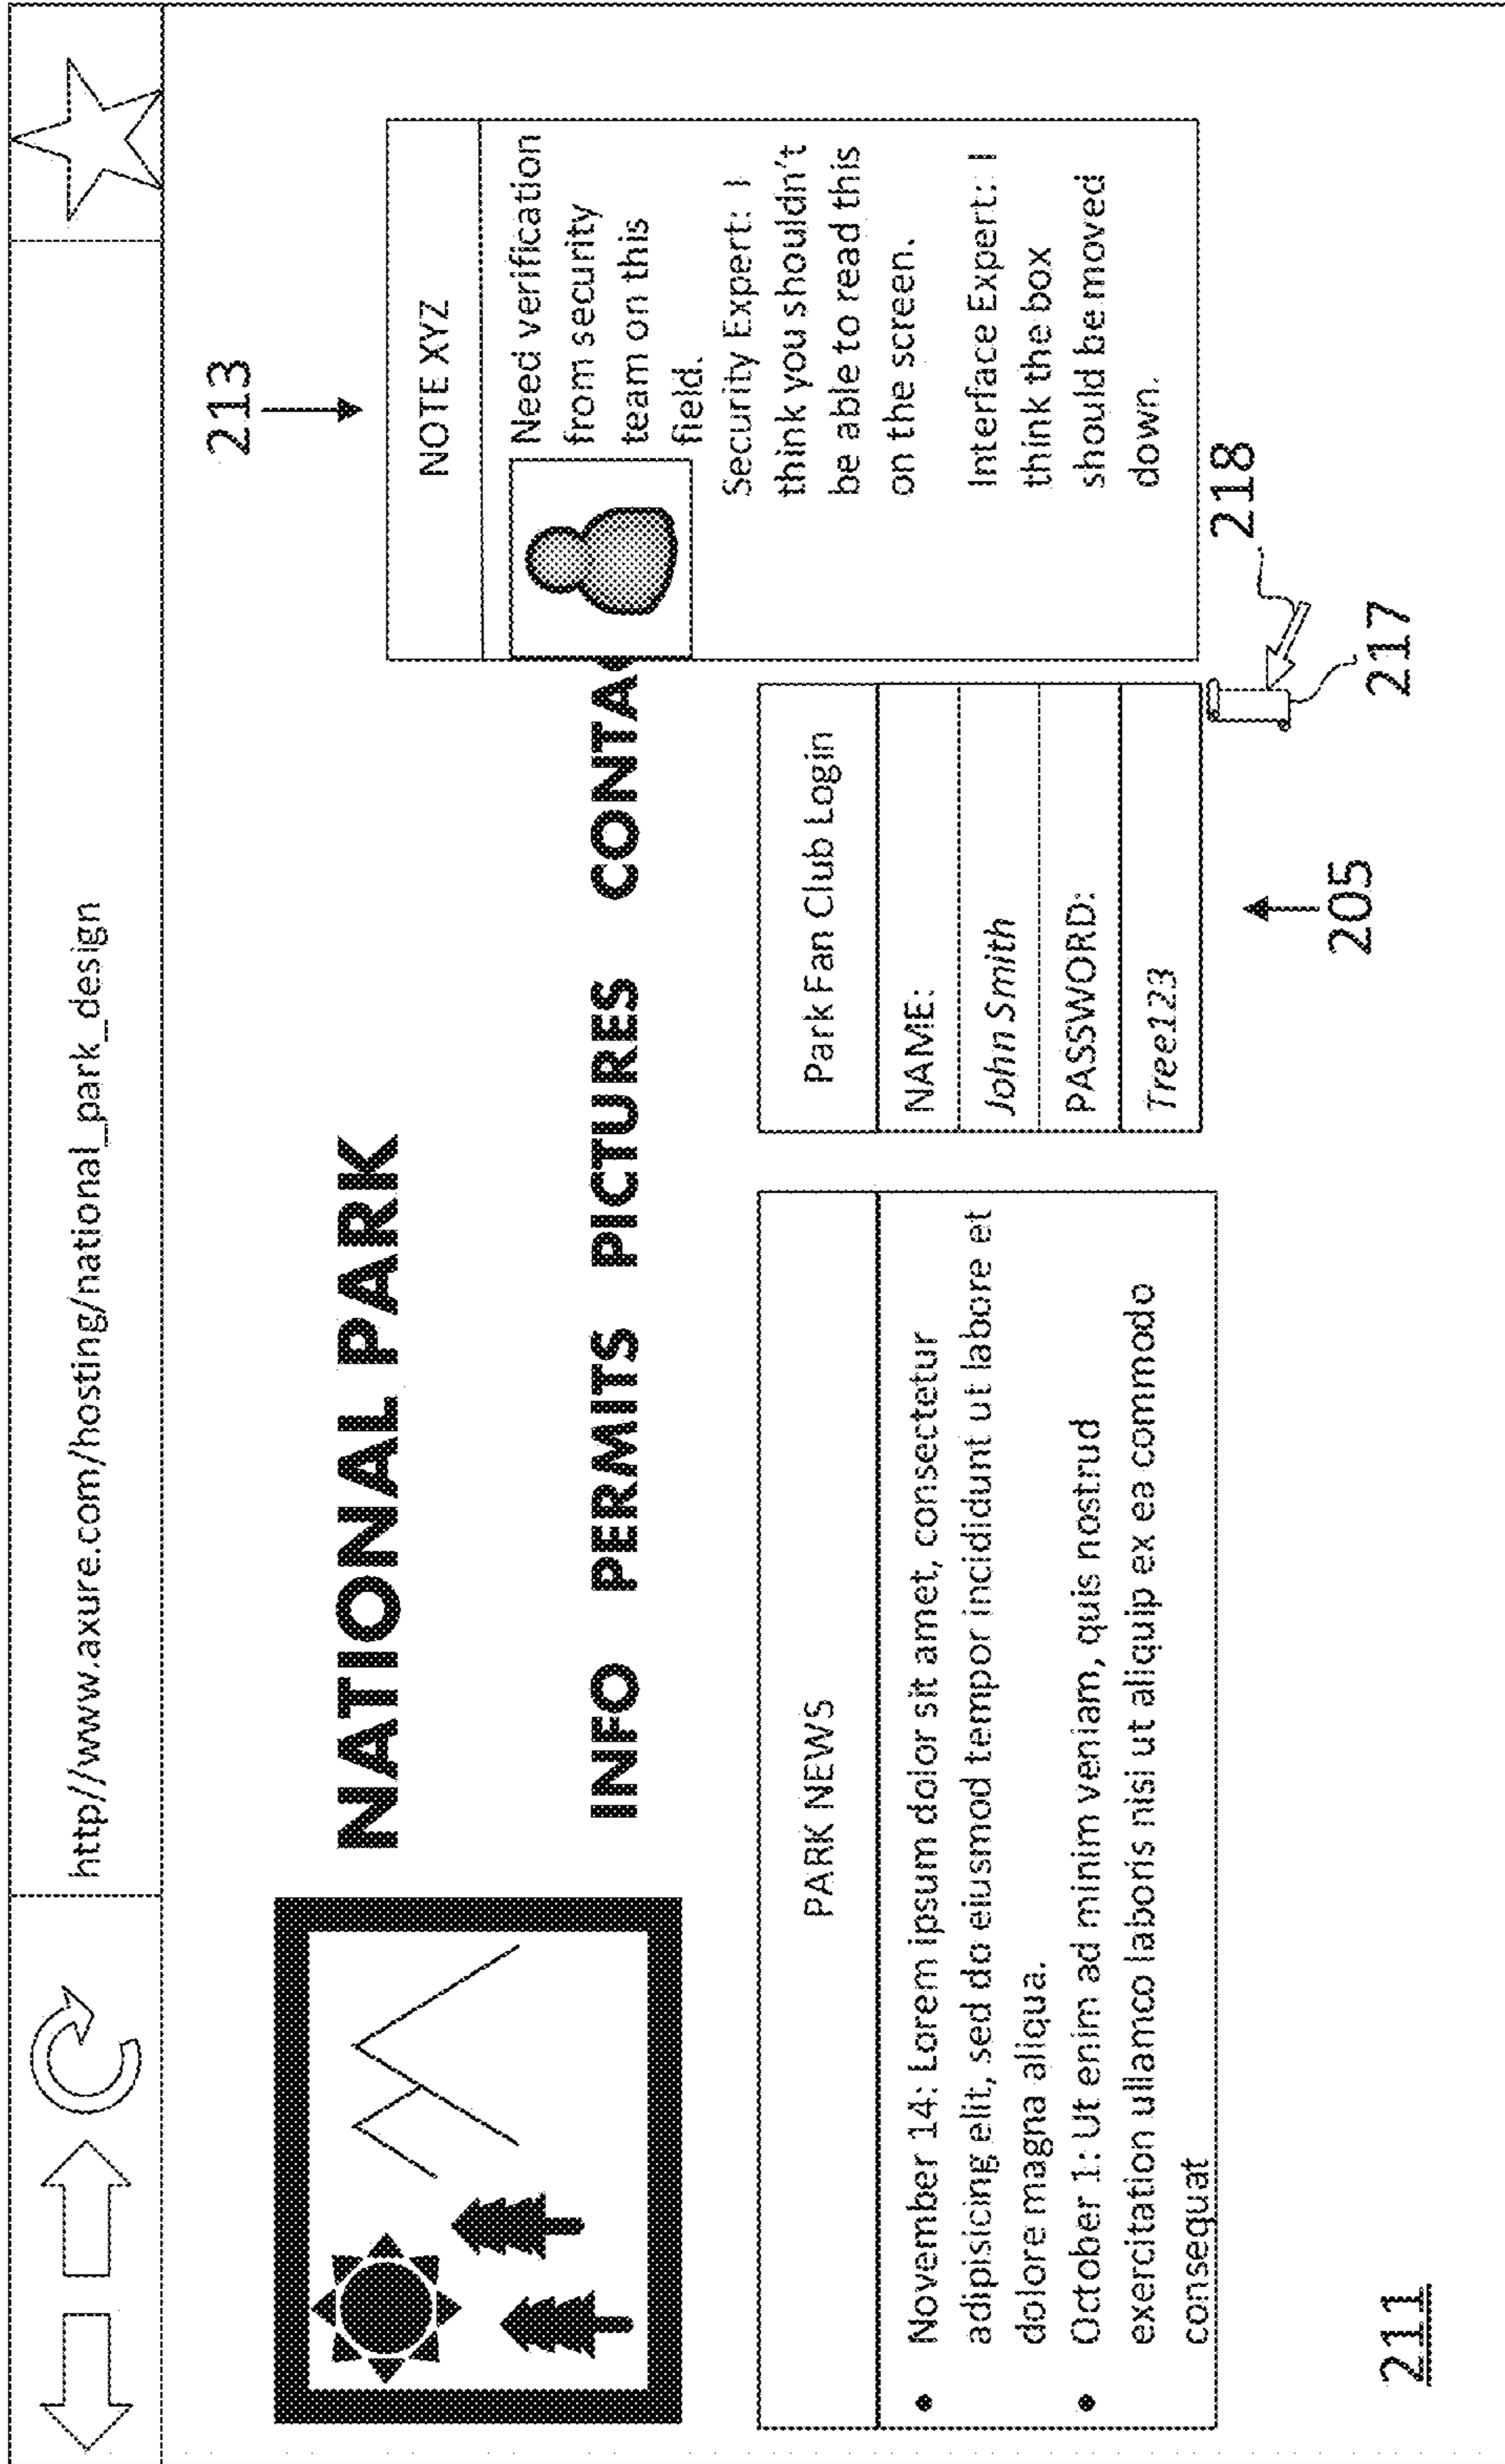 http//www.axure.com/hosting/national_park_design
213
NATIONAL PARK
INFO PERMITS PICTURES CONTA
NOTE XYZ
Need verification
from security
team on this
field.
Security Expert: I
think you shouldn't
be able to read this
on the screen.
Interface Expert: I
think the box
should be moved
down.
PARK NEWS
• November 14: Lorem ipsum dolor sit amet, consectetur
adipisicing elit, sed do eiusmod tempor incididunt ut labore et
dolore magna aliqua.
• October 1: Ut enim ad minim veniam, quis nostrud
exercitation ullamco laboris nisi ut aliquip ex ea commodo
consequat
Park Fan Club Login
NAME:
John Smith
PASSWORD:
Tree123
218
217
205
211